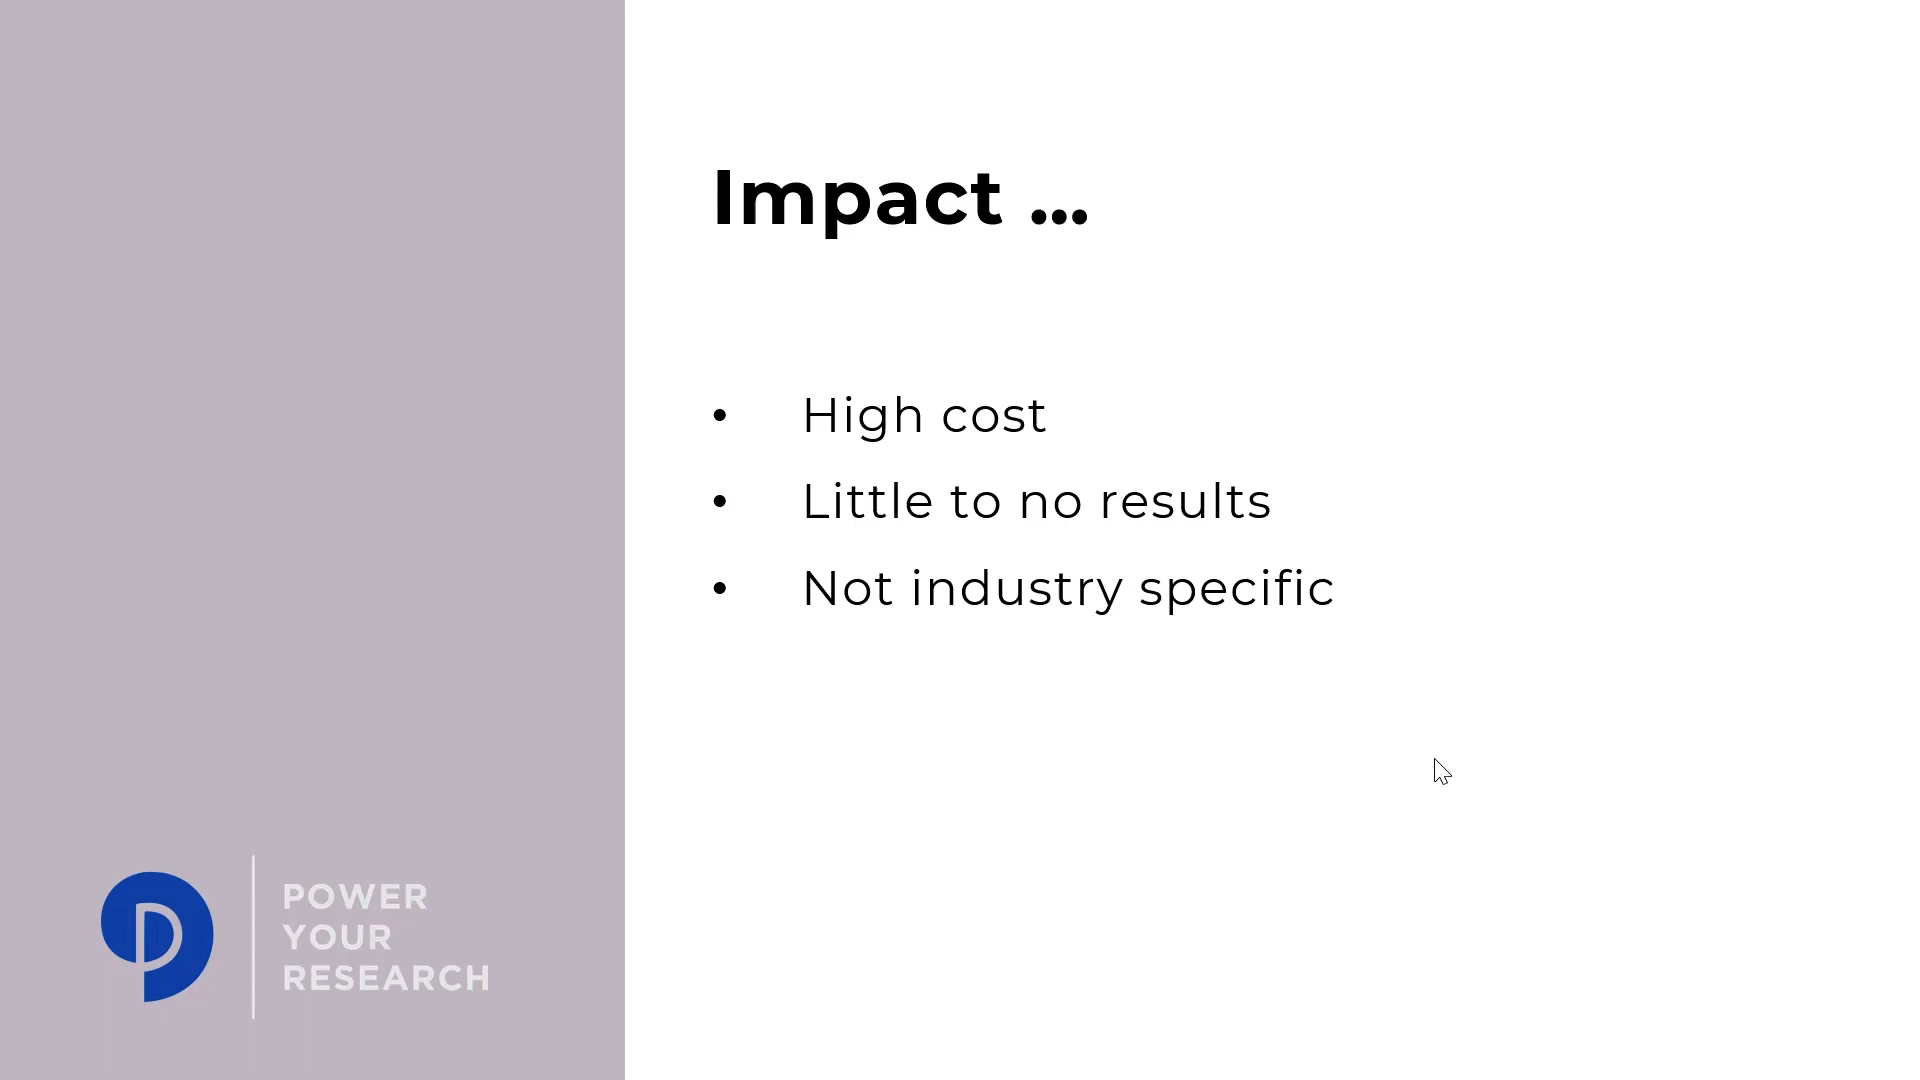 Impact ...
• High cost
• Little to no results
• Not industry specific
POWER
YOUR
RESEARCH